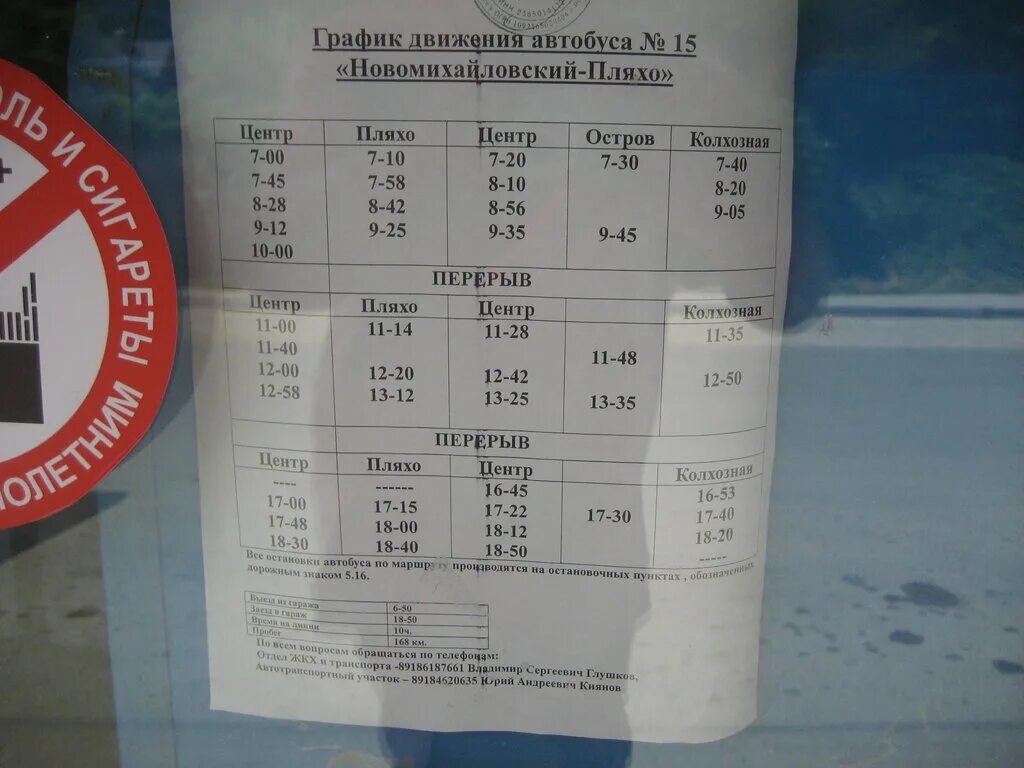 График движения автобуса № 15
«Новомихайловский-Пляхо»
Центр Пляхо Центр Остров Колхозная
7-00 7-10 7-20 7-30 7-40
7-45 7-58 8-10 8-20
8-28 8-42 8-56 9-05
9-12 9-25 9-35 9-45
10-00
ПЕРЕРЫВ
Центр Пляхо Центр Колхозная
11-00 11-14 11-28 11-35
11-40 11-48
12-00 12-20 12-42 12-50
12-58 13-12 13-25 13-35
ПЕРЕРЫВ
Центр Пляхо Центр Колхозная
---- ------ 16-45 16-53
17-00 17-15 17-22 17-30 17-40
17-48 18-00 18-12 18-20
18-30 18-40 18-50 -----
Все остановки автобуса по маршруту производятся на остановочных пунктах , обозначенных
дорожным знаком 5.16.
Выезд из гаража 6-50
Заезд в гараж 18-50
Время на линии 10ч.
Пробег 168 км.
По всем вопросам обращаться по телефонам:
Отдел ЖКХ и транспорта -89186187661 Владимир Сергеевич Глушков,
Автотранспортный участок – 89184620635 Юрий Андреевич Киянов
ОЛЬ И СИГАРЕТЫ
ОЛЕТНИМ